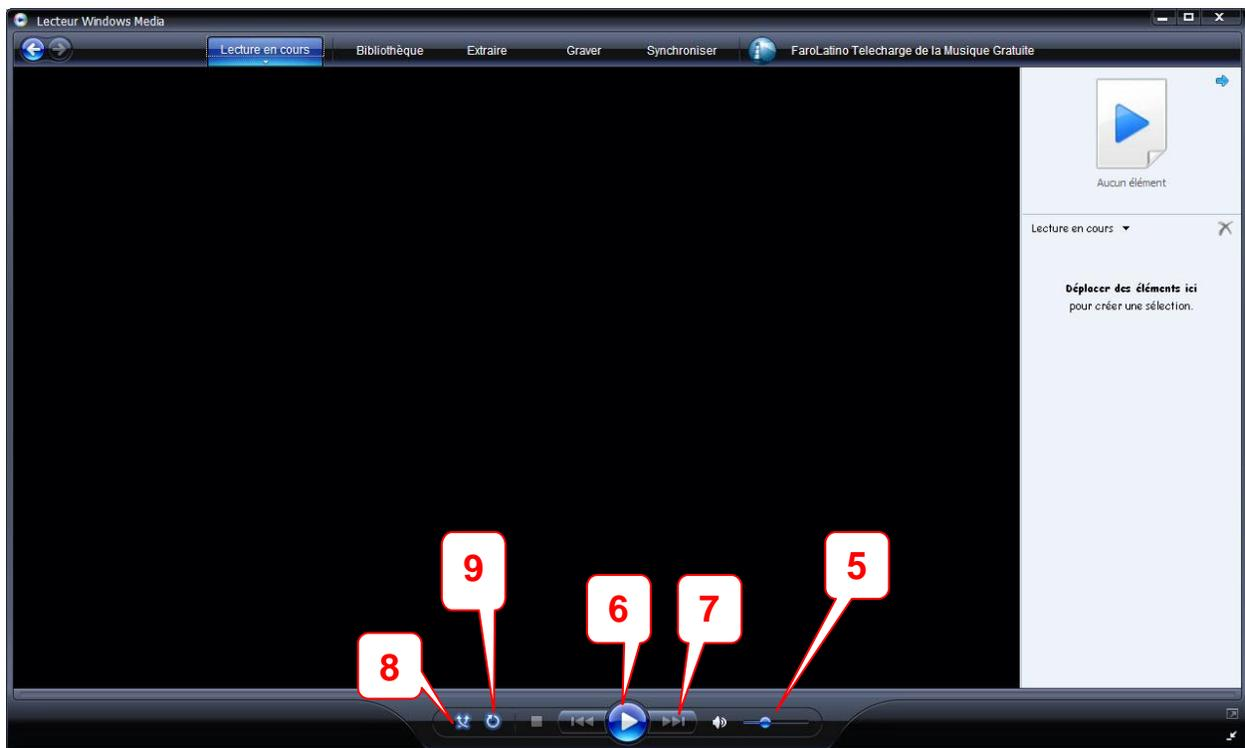 Lecteur Windows Media
Lecture en cours Bibliothèque Extraire Graver Synchroniser FaroLatino Telecharge de la Musique Gratuite
Aucun élément
Lecture en cours
Déplacer des éléments ici
pour créer une sélection.
9
5
6
7
8